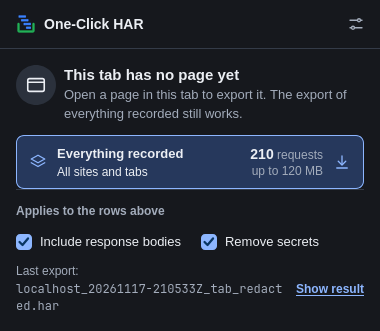 One-Click HAR
This tab has no page yet
Open a page in this tab to export it. The export of
everything recorded still works.
Everything recorded
210 requests
All sites and tabs
up to 120 MB
Applies to the rows above
Include response bodies
Remove secrets
Last export:
localhost_20261117-210533Z_tab_redact
ed.har
Show result